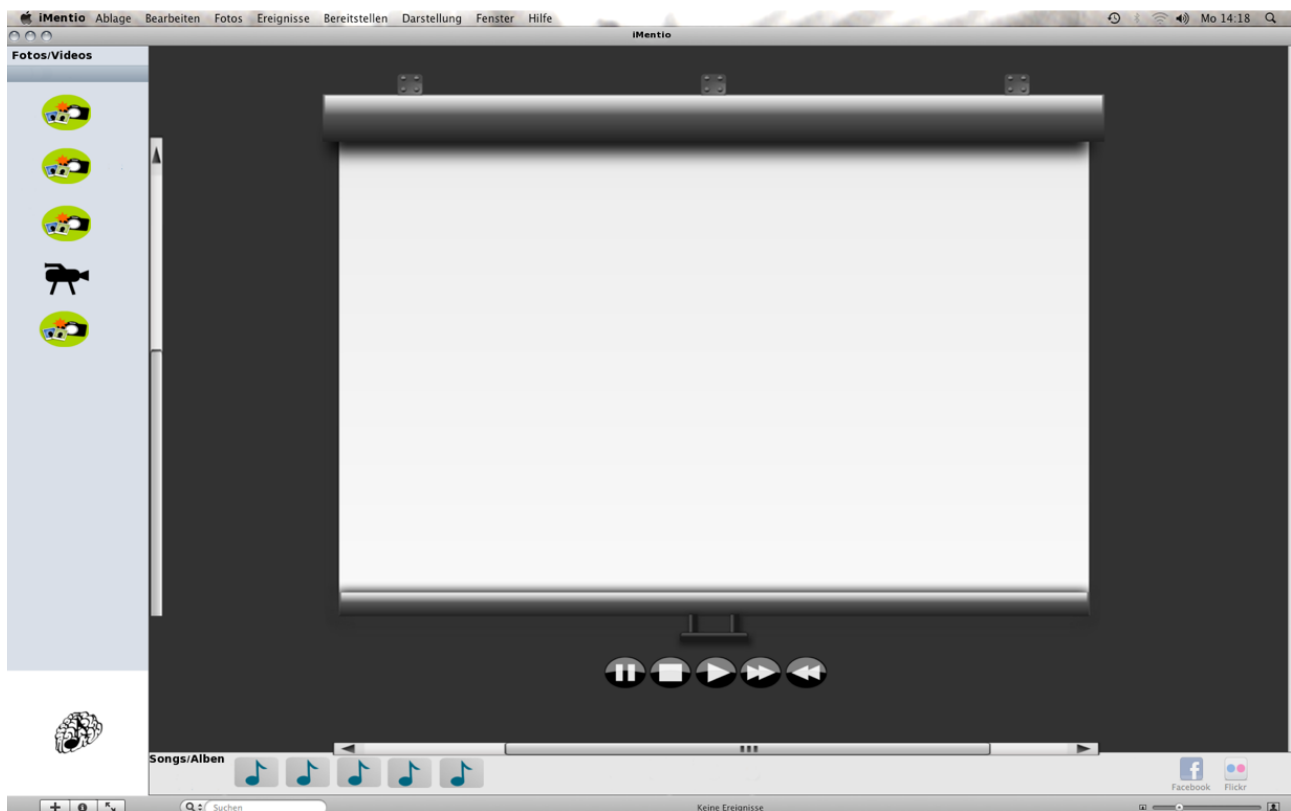 iMentio Ablage Bearbeiten Fotos Ereignisse Bereitstellen Darstellung Fenster Hilfe Mo 14:18
iMentio
Fotos/Videos
Songs/Alben
Facebook Flickr
Suchen Keine Ereignisse